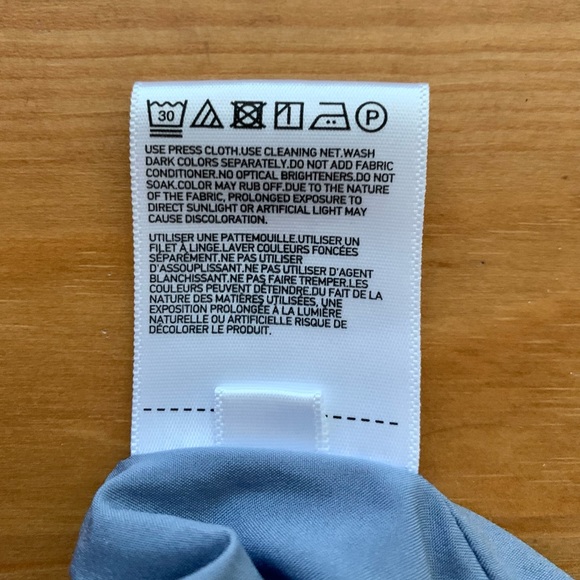 30 P
USE PRESS CLOTH.USE CLEANING NET.WASH
DARK COLORS SEPARATELY.DO NOT ADD FABRIC
CONDITIONER.NO OPTICAL BRIGHTENERS.DO NOT
SOAK.COLOR MAY RUB OFF.DUE TO THE NATURE
OF THE FABRIC, PROLONGED EXPOSURE TO
DIRECT SUNLIGHT OR ARTIFICIAL LIGHT MAY
CAUSE DISCOLORATION.
UTILISER UNE PATTEMOUILLE.UTILISER UN
FILET À LINGE.LAVER COULEURS FONCÉES
SÉPARÉMENT.NE PAS UTILISER
D'ASSOUPLISSANT.NE PAS UTILISER D'AGENT
BLANCHISSANT.NE PAS FAIRE TREMPER.LES
COULEURS PEUVENT DÉTEINDRE.DU FAIT DE LA
NATURE DES MATIÈRES UTILISÉES, UNE
EXPOSITION PROLONGÉE À LA LUMIÈRE
NATURELLE OU ARTIFICIELLE RISQUE DE
DÉCOLORER LE PRODUIT.